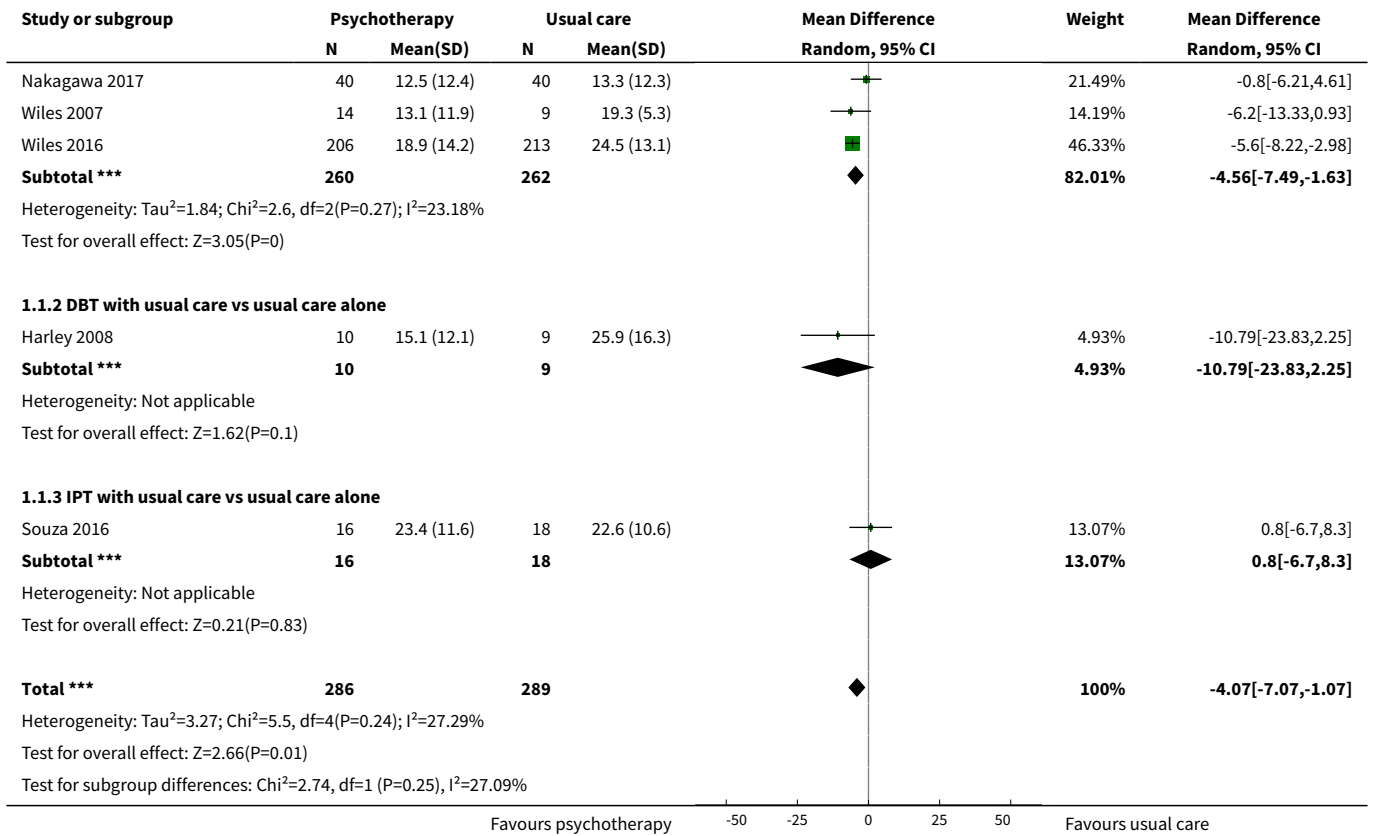 Study or subgroup Psychotherapy Usual care Mean Difference Weight Mean Difference
N Mean(SD) N Mean(SD) Random, 95% CI Random, 95% CI
Nakagawa 2017 40 12.5 (12.4) 40 13.3 (12.3) 21.49% -0.8[-6.21,4.61]
Wiles 2007 14 13.1 (11.9) 9 19.3 (5.3) 14.19% -6.2[-13.33,0.93]
Wiles 2016 206 18.9 (14.2) 213 24.5 (13.1) 46.33% -5.6[-8.22,-2.98]
Subtotal *** 260 262 82.01% -4.56[-7.49,-1.63]
Heterogeneity: Tau²=1.84; Chi²=2.6, df=2(P=0.27); I²=23.18%
Test for overall effect: Z=3.05(P=0)
1.1.2 DBT with usual care vs usual care alone
Harley 2008 10 15.1 (12.1) 9 25.9 (16.3) 4.93% -10.79[-23.83,2.25]
Subtotal *** 10 9 4.93% -10.79[-23.83,2.25]
Heterogeneity: Not applicable
Test for overall effect: Z=1.62(P=0.1)
1.1.3 IPT with usual care vs usual care alone
Souza 2016 16 23.4 (11.6) 18 22.6 (10.6) 13.07% 0.8[-6.7,8.3]
Subtotal *** 16 18 13.07% 0.8[-6.7,8.3]
Heterogeneity: Not applicable
Test for overall effect: Z=0.21(P=0.83)
Total *** 286 289 100% -4.07[-7.07,-1.07]
Heterogeneity: Tau²=3.27; Chi²=5.5, df=4(P=0.24); I²=27.29%
Test for overall effect: Z=2.66(P=0.01)
Test for subgroup differences: Chi²=2.74, df=1 (P=0.25), I²=27.09%
Favours psychotherapy -50 -25 0 25 50 Favours usual care